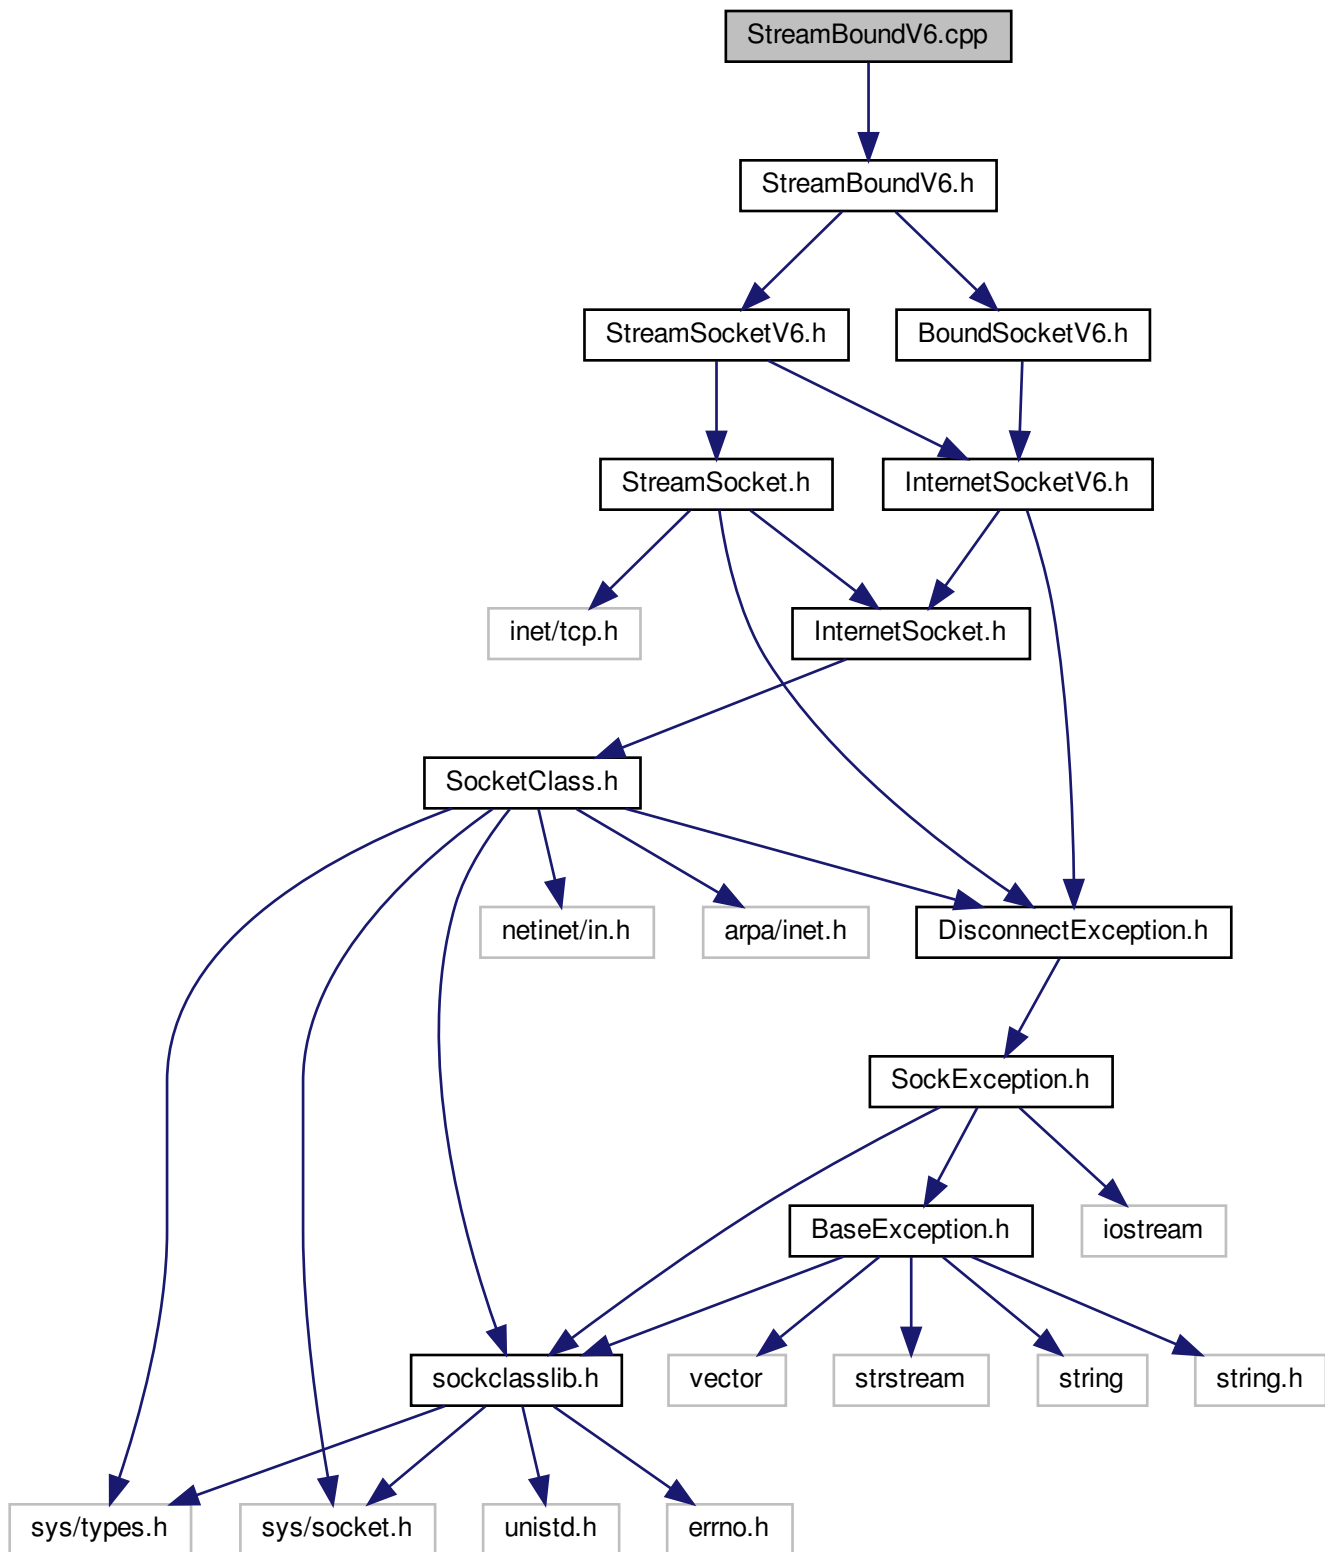 StreamBoundV6.cpp
StreamBoundV6.h
StreamSocketV6.h
BoundSocketV6.h
StreamSocket.h
InternetSocketV6.h
inet/tcp.h
InternetSocket.h
SocketClass.h
netinet/in.h
arpa/inet.h
DisconnectException.h
SockException.h
BaseException.h
iostream
sockclasslib.h
vector
strstream
string
string.h
sys/types.h
sys/socket.h
unistd.h
errno.h